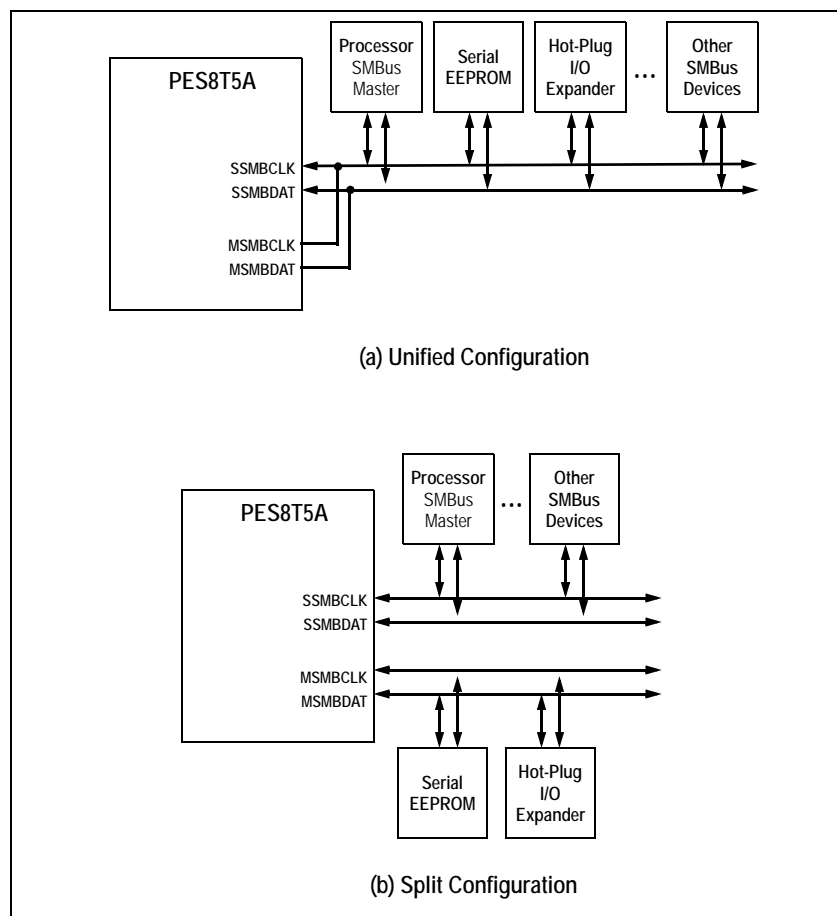 PES8T5A
Processor
SMBus
Master
Serial
EEPROM
Hot-Plug
I/O
Expander
...
Other
SMBus
Devices
SSMBCLK
SSMBDAT
MSMBCLK
MSMBDAT
(a) Unified Configuration
PES8T5A
Processor
SMBus
Master
...
Other
SMBus
Devices
SSMBCLK
SSMBDAT
MSMBCLK
MSMBDAT
Serial
EEPROM
Hot-Plug
I/O
Expander
(b) Split Configuration